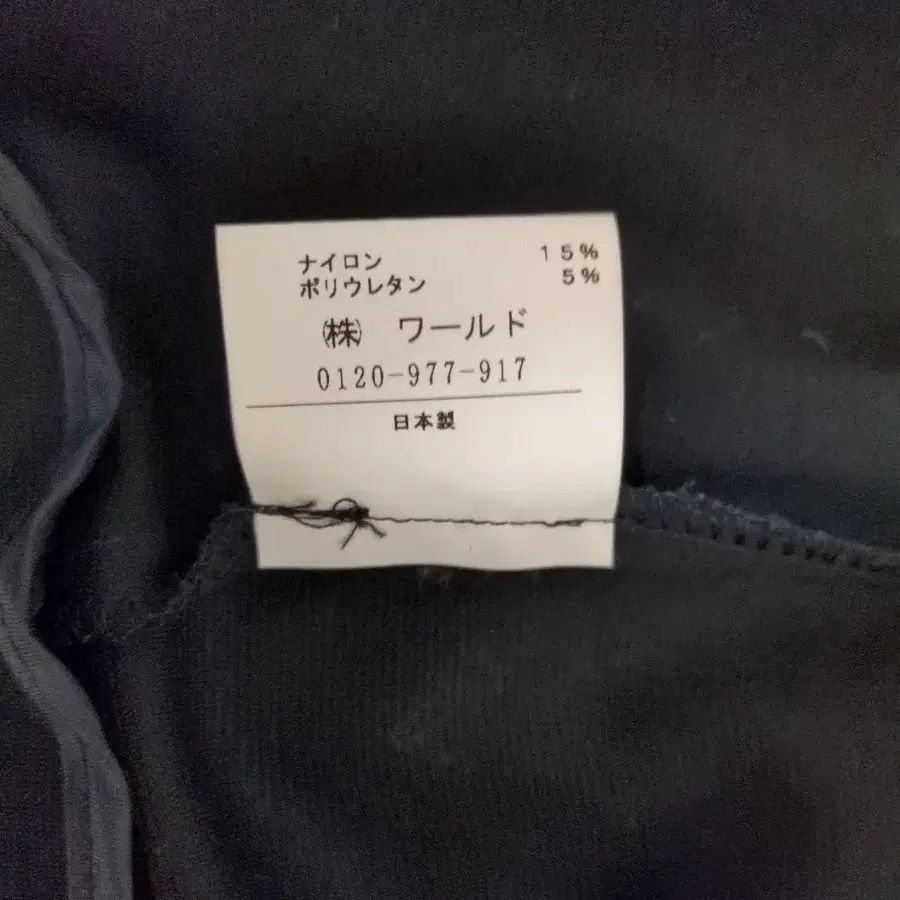 ナイロン 15%
ポリウレタン 5%
㈱ ワールド
0120-977-917
日本製